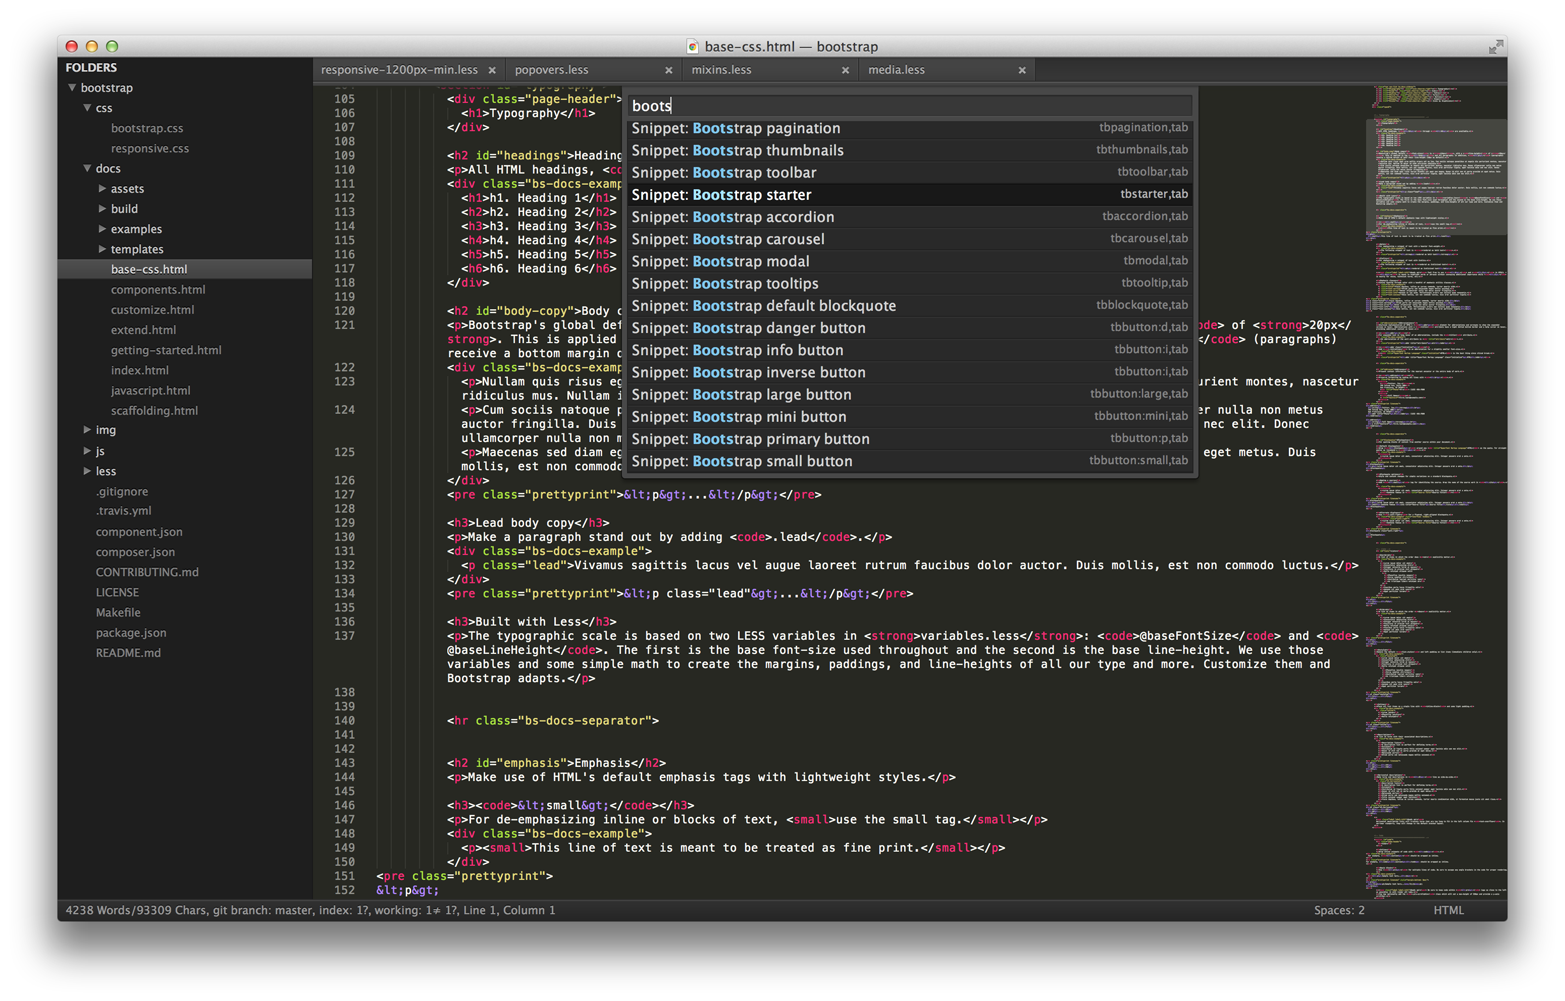 base-css.html — bootstrap
FOLDERS
bootstrap
css
bootstrap.css
responsive.css
docs
assets
build
examples
templates
base-css.html
components.html
customize.html
extend.html
getting-started.html
index.html
javascript.html
scaffolding.html
img
js
less
.gitignore
.travis.yml
component.json
composer.json
CONTRIBUTING.md
LICENSE
Makefile
package.json
README.md
responsive-1200px-min.less × popovers.less × mixins.less × media.less ×
boots
Snippet: Bootstrap pagination tbpagination,tab
Snippet: Bootstrap thumbnails tbthumbnails,tab
Snippet: Bootstrap toolbar tbtoolbar,tab
Snippet: Bootstrap starter tbstarter,tab
Snippet: Bootstrap accordion tbaccordion,tab
Snippet: Bootstrap carousel tbcarousel,tab
Snippet: Bootstrap modal tbmodal,tab
Snippet: Bootstrap tooltips tbtooltip,tab
Snippet: Bootstrap default blockquote tbblockquote,tab
Snippet: Bootstrap danger button tbbutton:d,tab
Snippet: Bootstrap info button tbbutton:i,tab
Snippet: Bootstrap inverse button tbbutton:i,tab
Snippet: Bootstrap large button tbbutton:large,tab
Snippet: Bootstrap mini button tbbutton:mini,tab
Snippet: Bootstrap primary button tbbutton:p,tab
Snippet: Bootstrap small button tbbutton:small,tab
105 <div class="page-header">
106 <h1>Typography</h1>
107 </div>
108
109 <h2 id="headings">Heading
110 <p>All HTML headings, <c
111 <div class="bs-docs-exam
112 <h1>h1. Heading 1</h1>
113 <h2>h2. Heading 2</h2>
114 <h3>h3. Heading 3</h3>
115 <h4>h4. Heading 4</h4>
116 <h5>h5. Heading 5</h5>
117 <h6>h6. Heading 6</h6>
118 </div>
119
120 <h2 id="body-copy">Body c
121 <p>Bootstrap's global def ode> of <strong>20px</
strong>. This is applied </code> (paragraphs)
receive a bottom margin
122 <div class="bs-docs-exam
123 <p>Nullam quis risus eg urient montes, nascetur
ridiculus mus. Nullam i
124 <p>Cum sociis natoque p er nulla non metus
auctor fringilla. Duis nec elit. Donec
ullamcorper nulla non m
125 <p>Maecenas sed diam eg eget metus. Duis
mollis, est non commodo
126 </div>
127 <pre class="prettyprint">&lt;p&gt;...&lt;/p&gt;</pre>
128
129 <h3>Lead body copy</h3>
130 <p>Make a paragraph stand out by adding <code>.lead</code>.</p>
131 <div class="bs-docs-example">
132 <p class="lead">Vivamus sagittis lacus vel augue laoreet rutrum faucibus dolor auctor. Duis mollis, est non commodo luctus.</p>
133 </div>
134 <pre class="prettyprint">&lt;p class="lead"&gt;...&lt;/p&gt;</pre>
135
136 <h3>Built with Less</h3>
137 <p>The typographic scale is based on two LESS variables in <strong>variables.less</strong>: <code>@baseFontSize</code> and <code>
@baseLineHeight</code>. The first is the base font-size used throughout and the second is the base line-height. We use those
variables and some simple math to create the margins, paddings, and line-heights of all our type and more. Customize them and
Bootstrap adapts.</p>
138
139
140 <hr class="bs-docs-separator">
141
142
143 <h2 id="emphasis">Emphasis</h2>
144 <p>Make use of HTML's default emphasis tags with lightweight styles.</p>
145
146 <h3><code>&lt;small&gt;</code></h3>
147 <p>For de-emphasizing inline or blocks of text, <small>use the small tag.</small></p>
148 <div class="bs-docs-example">
149 <p><small>This line of text is meant to be treated as fine print.</small></p>
150 </div>
151 <pre class="prettyprint">
152 &lt;p&gt;
4238 Words/93309 Chars, git branch: master, index: 1?, working: 1≠ 1?, Line 1, Column 1 Spaces: 2 HTML